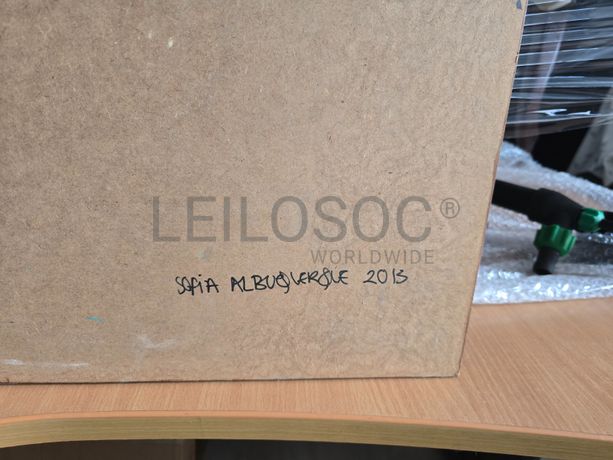 LEILOSOC®
WORLDWIDE
SOFIA ALBUQUERQUE 2013